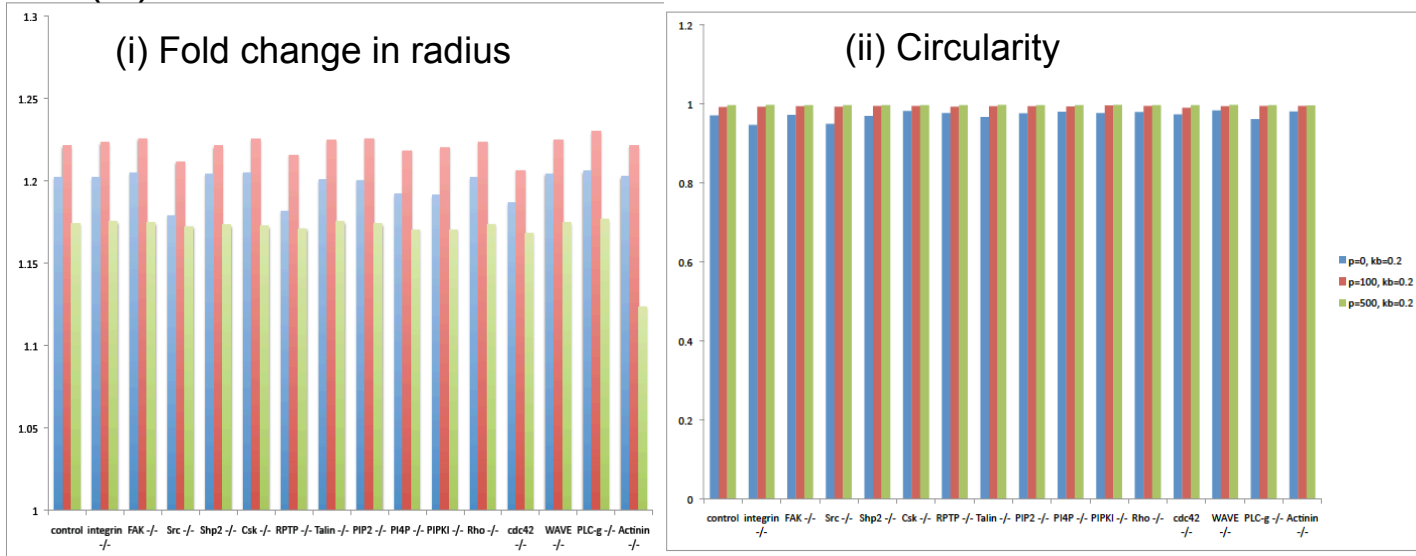 (i) Fold change in radius
1.3
1.25
1.2
1.15
1.1
1.05
1
control integrin -/- FAK -/- Src -/- Shp2 -/- Csk -/- RPTP -/- Talin -/- PIP2 -/- PI4P -/- PIPKI -/- Rho -/- cdc42 -/- WAVE -/- PLC-g -/- Actinin -/-
(ii) Circularity
1.2
1
0.8
0.6
0.4
0.2
0
control integrin -/- FAK -/- Src -/- Shp2 -/- Csk -/- RPTP -/- Talin -/- PIP2 -/- PI4P -/- PIPKI -/- Rho -/- cdc42 -/- WAVE -/- PLC-g -/- Actinin -/-
p=0, kb=0.2
p=100, kb=0.2
p=500, kb=0.2